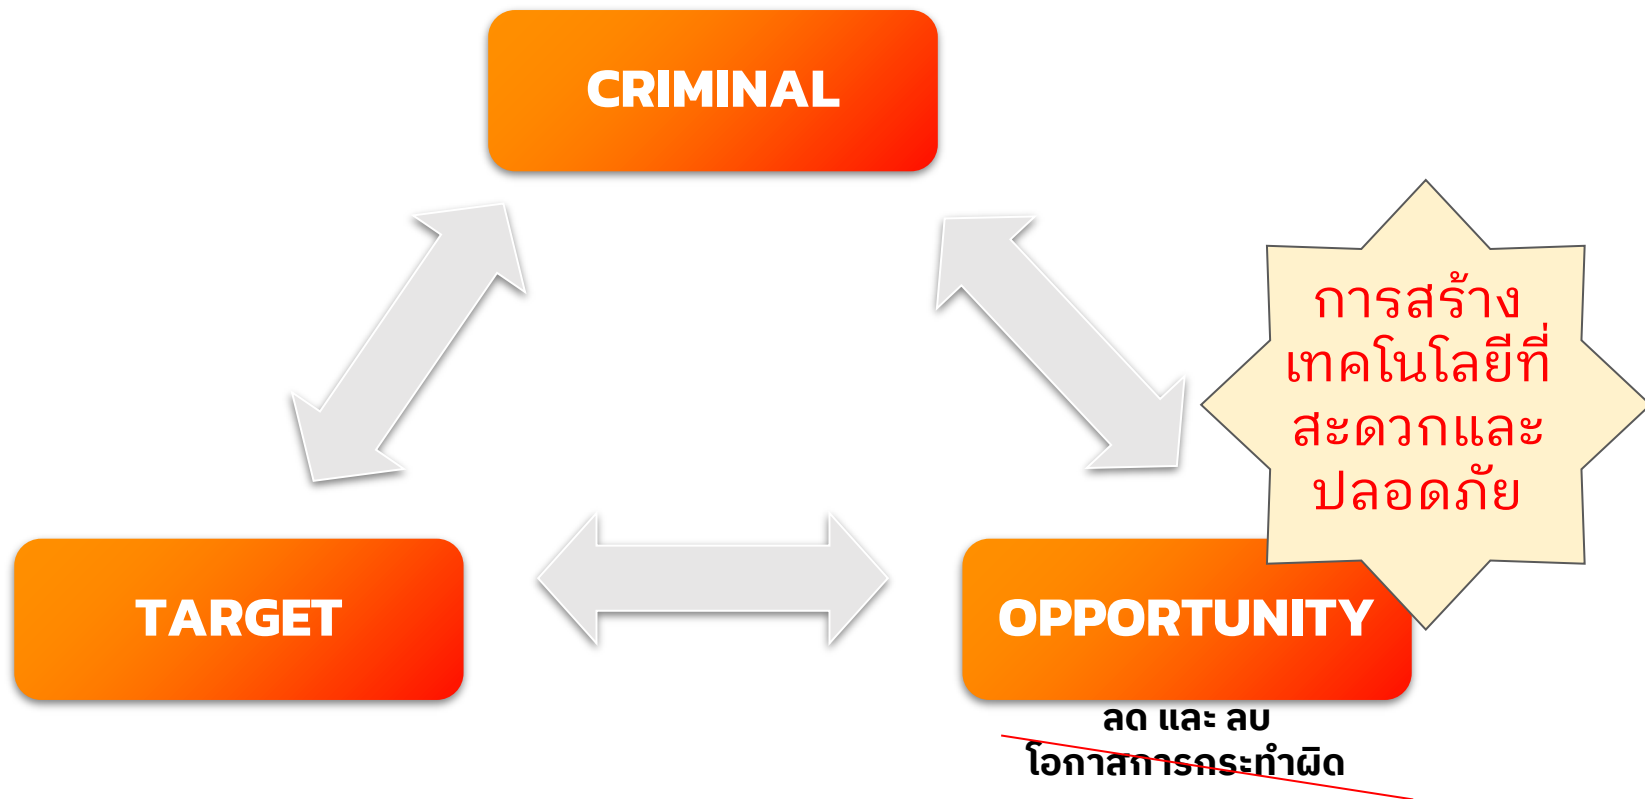 CRIMINAL
การสร้าง
เทคโนโลยีที่
สะดวกและ
ปลอดภัย
TARGET
OPPORTUNITY
ลด และ ลบ
โอกาสการกระทำผิด